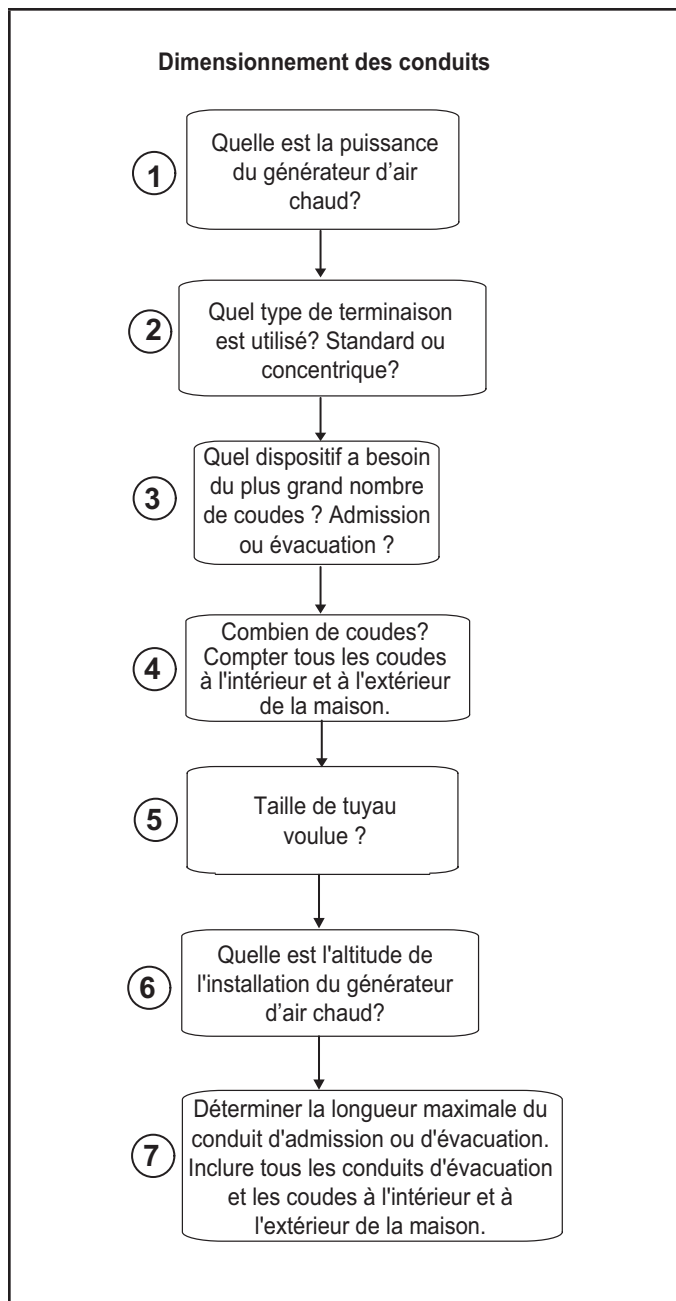 Dimensionnement des conduits
1
Quelle est la puissance
du générateur d’air
chaud?
2
Quel type de terminaison
est utilisé? Standard ou
concentrique?
3
Quel dispositif a besoin
du plus grand nombre
de coudes ? Admission
ou évacuation ?
4
Combien de coudes?
Compter tous les coudes
à l'intérieur et à l'extérieur
de la maison.
5
Taille de tuyau
voulue ?
6
Quelle est l'altitude de
l'installation du générateur
d’air chaud?
7
Déterminer la longueur maximale du
conduit d'admission ou d'évacuation.
Inclure tous les conduits d'évacuation
et les coudes à l'intérieur et à
l'extérieur de la maison.